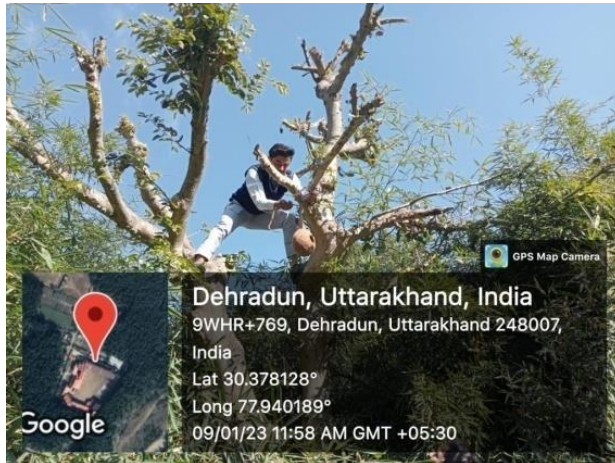 GPS Map Camera
Dehradun, Uttarakhand, India
9WHR+769, Dehradun, Uttarakhand 248007,
India
Lat 30.378128°
Long 77.940189°
09/01/23 11:58 AM GMT +05:30
Google